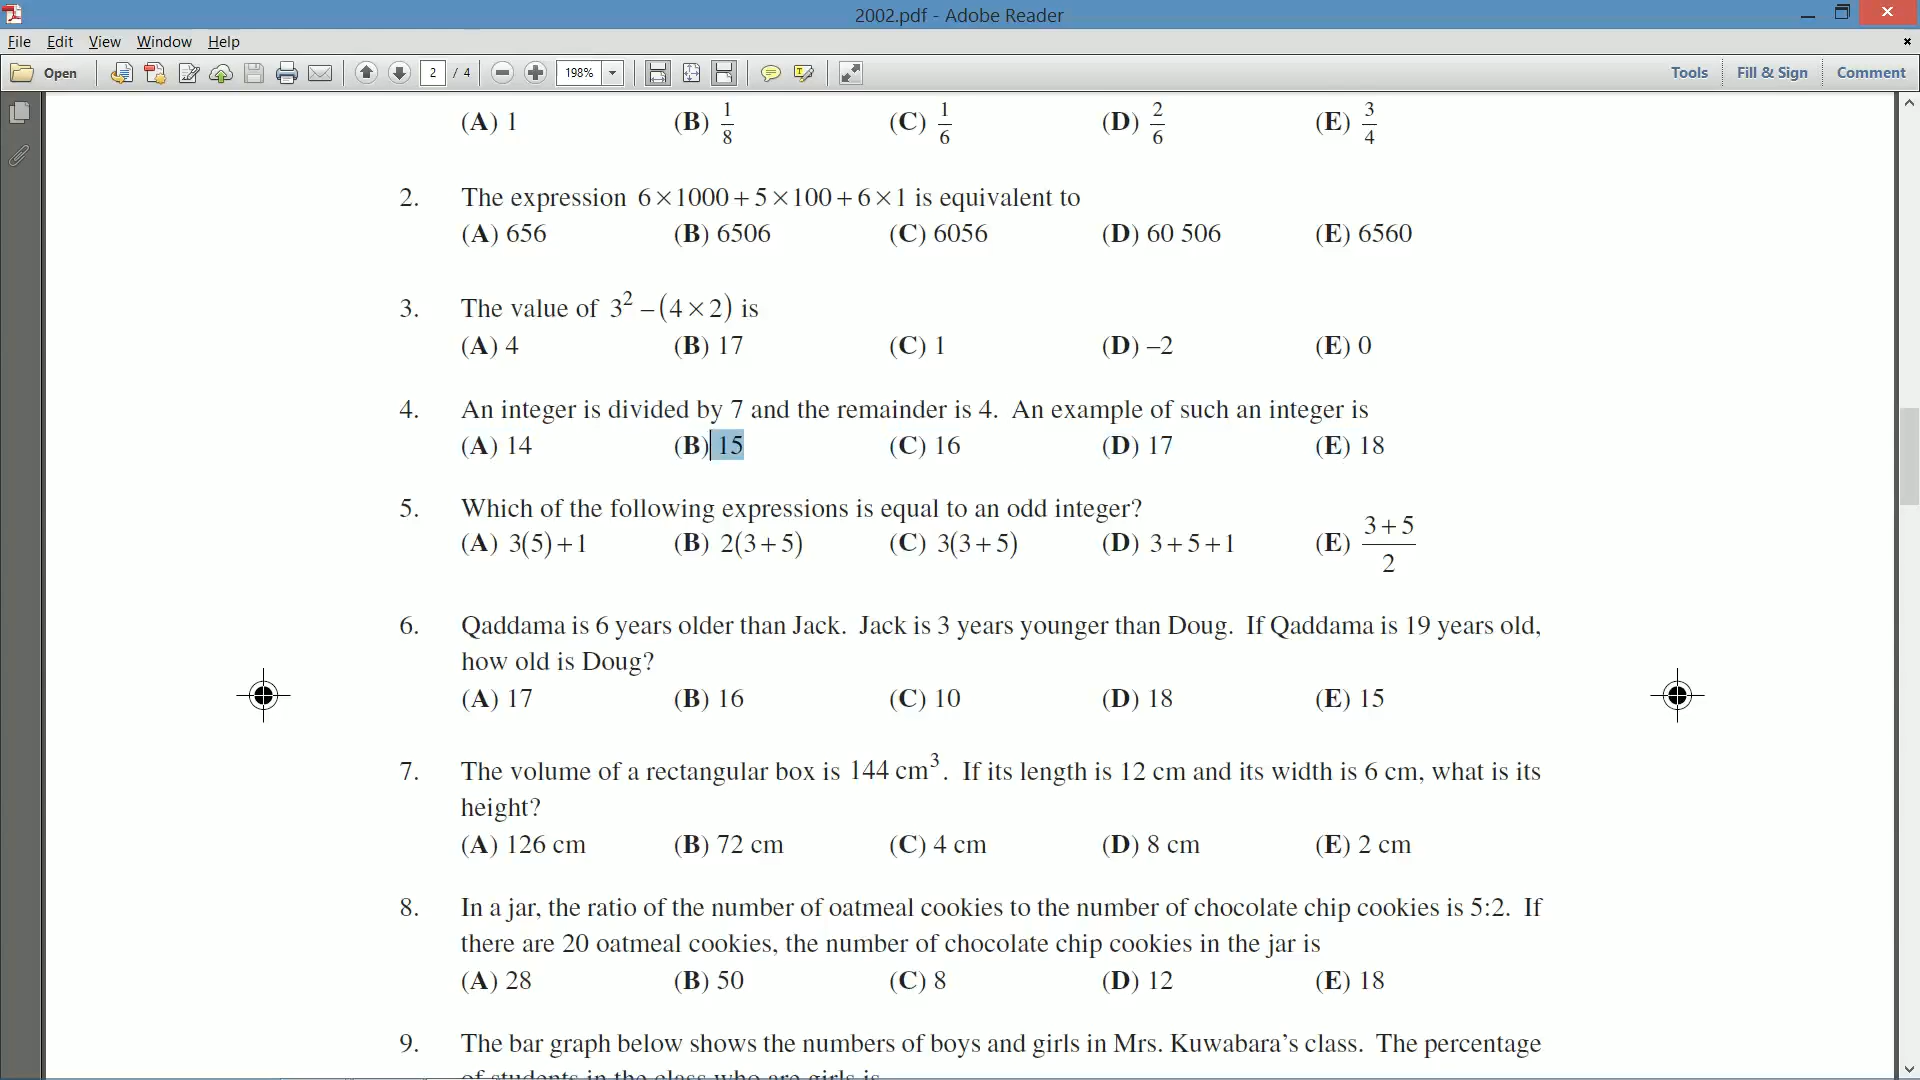 2002.pdf - Adobe Reader
File Edit View Window Help
Open 2 / 4 198% Tools Fill & Sign Comment
(A) 1 (B) 1/8 (C) 1/6 (D) 2/6 (E) 3/4
2. The expression 6×1000+5×100+6×1 is equivalent to
(A) 656 (B) 6506 (C) 6056 (D) 60 506 (E) 6560
3. The value of 3² – (4×2) is
(A) 4 (B) 17 (C) 1 (D) –2 (E) 0
4. An integer is divided by 7 and the remainder is 4. An example of such an integer is
(A) 14 (B) 15 (C) 16 (D) 17 (E) 18
5. Which of the following expressions is equal to an odd integer?
(A) 3(5)+1 (B) 2(3+5) (C) 3(3+5) (D) 3+5+1 (E) (3+5)/2
6. Qaddama is 6 years older than Jack. Jack is 3 years younger than Doug. If Qaddama is 19 years old,
how old is Doug?
(A) 17 (B) 16 (C) 10 (D) 18 (E) 15
7. The volume of a rectangular box is 144 cm³. If its length is 12 cm and its width is 6 cm, what is its
height?
(A) 126 cm (B) 72 cm (C) 4 cm (D) 8 cm (E) 2 cm
8. In a jar, the ratio of the number of oatmeal cookies to the number of chocolate chip cookies is 5:2. If
there are 20 oatmeal cookies, the number of chocolate chip cookies in the jar is
(A) 28 (B) 50 (C) 8 (D) 12 (E) 18
9. The bar graph below shows the numbers of boys and girls in Mrs. Kuwabara's class. The percentage
of students in the class who are girls is